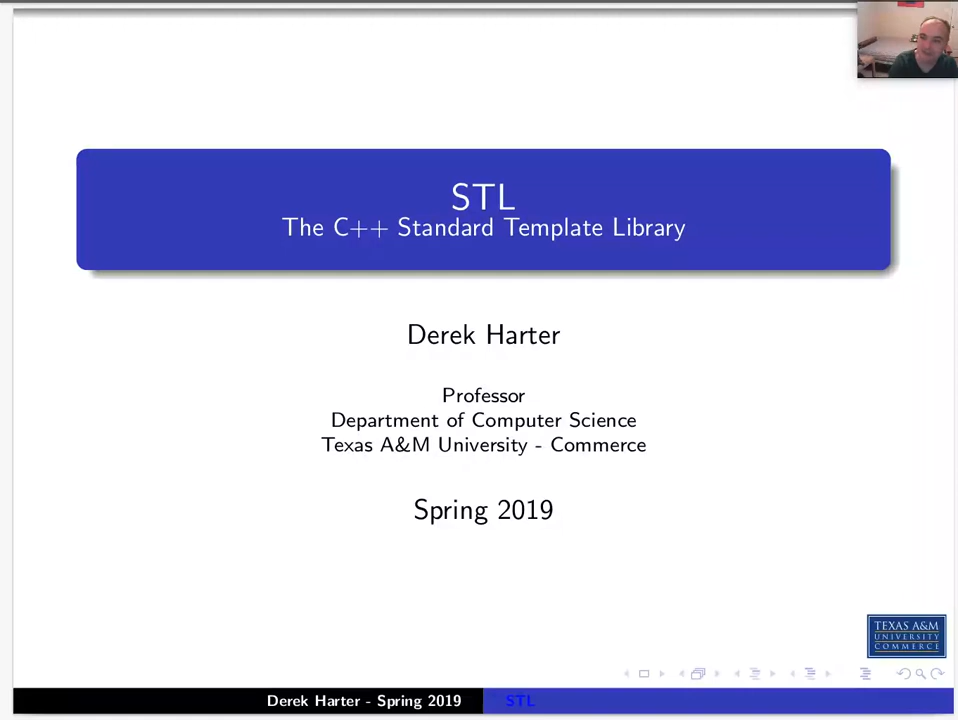 STL
The C++ Standard Template Library
Derek Harter
Professor
Department of Computer Science
Texas A&M University - Commerce
Spring 2019
TEXAS A&M
UNIVERSITY
COMMERCE
Derek Harter - Spring 2019
STL